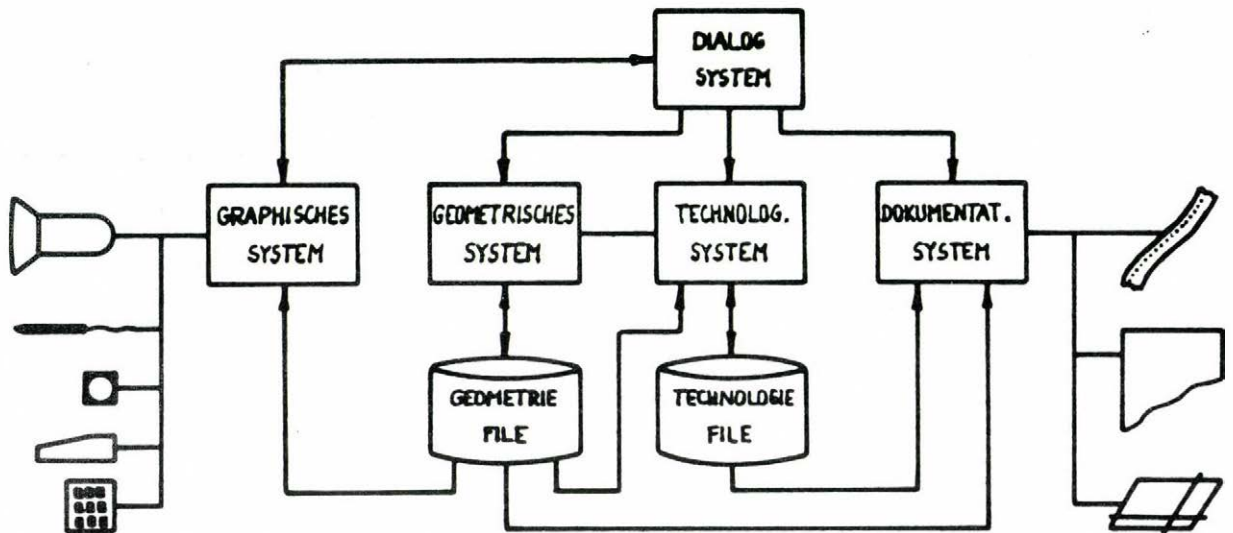 DIALOG
SYSTEM
GRAPHISCHES
SYSTEM
GEOMETRISCHES
SYSTEM
TECHNOLOG.
SYSTEM
DOKUMENTAT.
SYSTEM
GEOMETRIE
FILE
TECHNOLOGIE
FILE